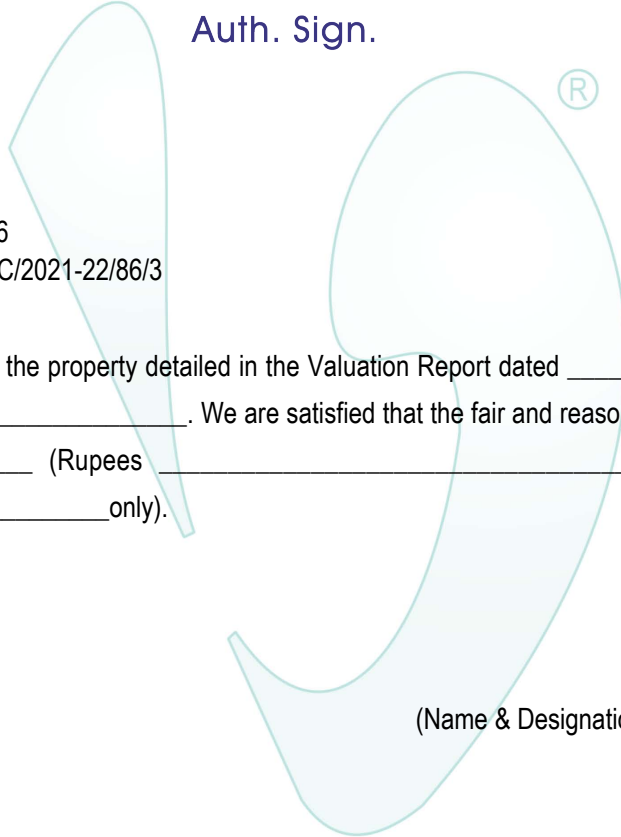 Auth. Sign.
®
6
C/2021-22/86/3
the property detailed in the Valuation Report dated ____
______________. We are satisfied that the fair and reaso
___ (Rupees __________________________________
________only).
(Name & Designatio